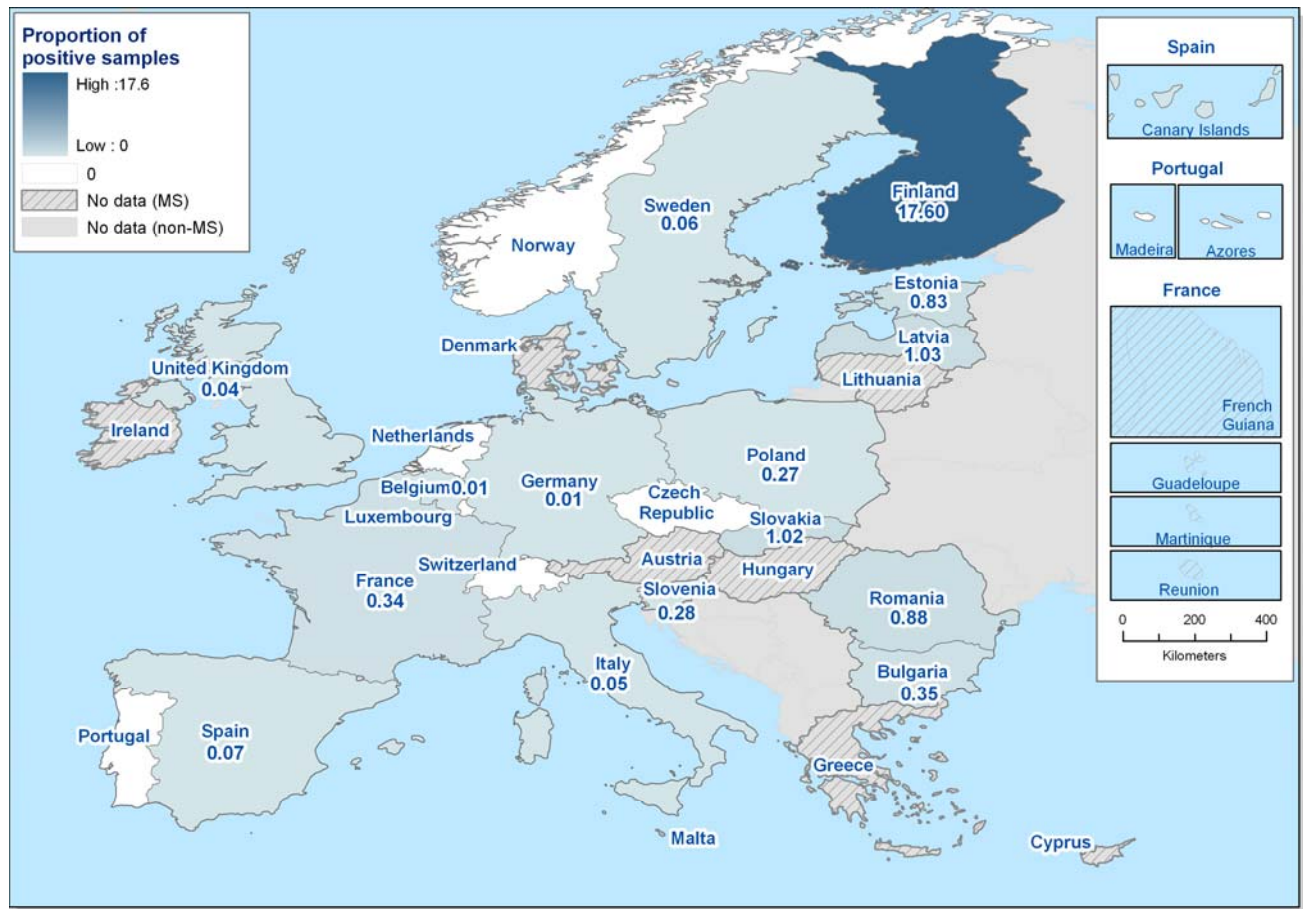 Proportion of
positive samples
High :17.6
Low : 0
0
No data (MS)
No data (non-MS)
Spain
Canary Islands
Portugal
Madeira
Azores
France
French
Guiana
Guadeloupe
Martinique
Reunion
0 200 400
Kilometers
Finland
17.60
Sweden
0.06
Norway
Estonia
0.83
Latvia
1.03
Lithuania
Denmark
United Kingdom
0.04
Ireland
Netherlands
Belgium 0.01
Luxembourg
Germany
0.01
Poland
0.27
Czech
Republic
Slovakia
1.02
Austria
Hungary
Switzerland
France
0.34
Slovenia
0.28
Romania
0.88
Bulgaria
0.35
Italy
0.05
Portugal
Spain
0.07
Greece
Malta
Cyprus